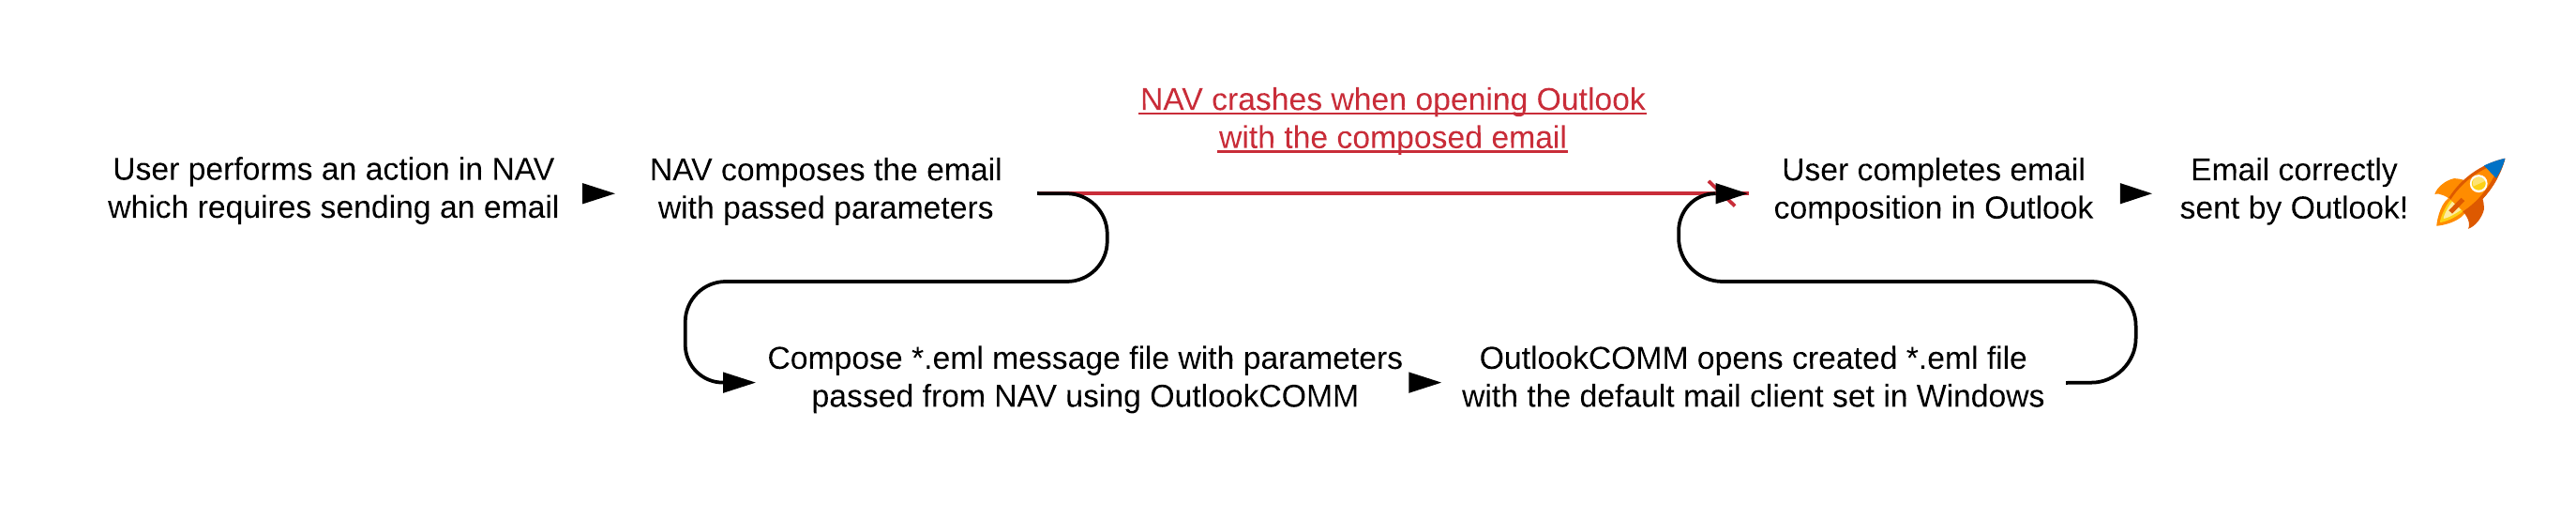 User performs an action in NAV
which requires sending an email
NAV composes the email
with passed parameters
NAV crashes when opening Outlook
with the composed email
User completes email
composition in Outlook
Email correctly
sent by Outlook!
Compose *.eml message file with parameters
passed from NAV using OutlookCOMM
OutlookCOMM opens created *.eml file
with the default mail client set in Windows